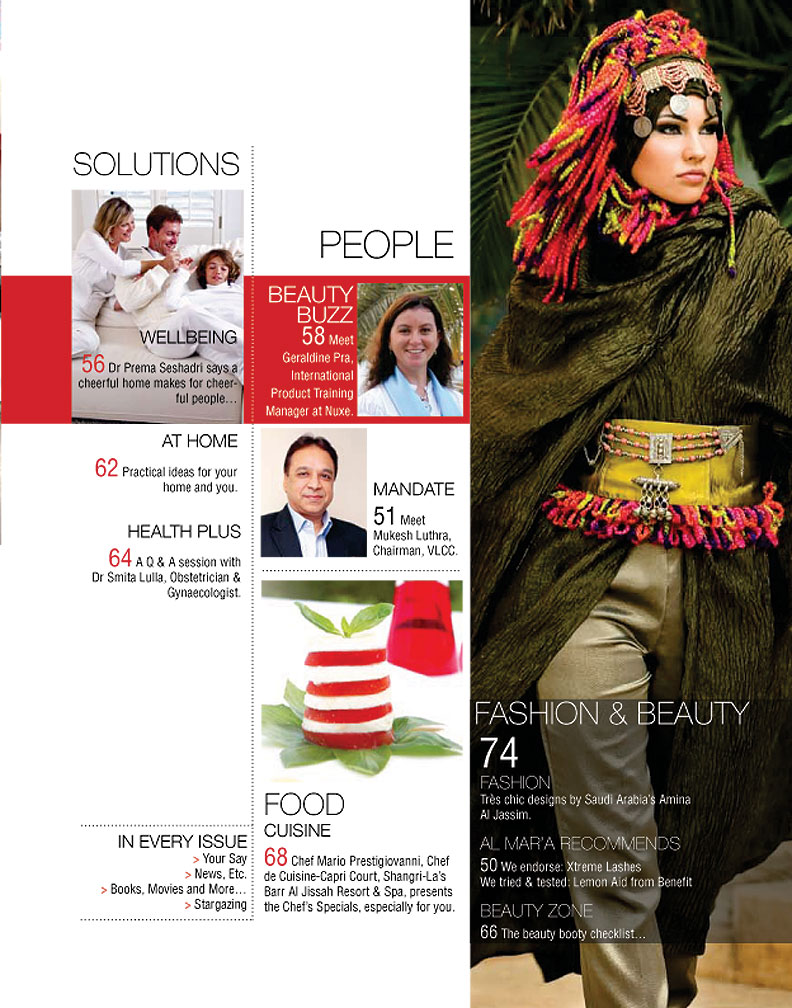 SOLUTIONS
WELLBEING
56 Dr Prema Seshadri says a
cheerful home makes for cheer-
ful people…
AT HOME
62 Practical ideas for your
home and you.
HEALTH PLUS
64 A Q & A session with
Dr Smita Lulla, Obstetrician &
Gynaecologist.
IN EVERY ISSUE
> Your Say
> News, Etc.
> Books, Movies and More…
> Stargazing
PEOPLE
BEAUTY
BUZZ
58 Meet
Geraldine Pra,
International
Product Training
Manager at Nuxe.
MANDATE
51 Meet
Mukesh Luthra,
Chairman, VLCC.
FOOD
CUISINE
68 Chef Mario Prestigiovanni, Chef
de Cuisine-Capri Court, Shangri-La's
Barr Al Jissah Resort & Spa, presents
the Chef's Specials, especially for you.
FASHION & BEAUTY
74
FASHION
Très chic designs by Saudi Arabia's Amina
Al Jassim.
AL MAR'A RECOMMENDS
50 We endorse: Xtreme Lashes
We tried & tested: Lemon Aid from Benefit
BEAUTY ZONE
66 The beauty booty checklist…